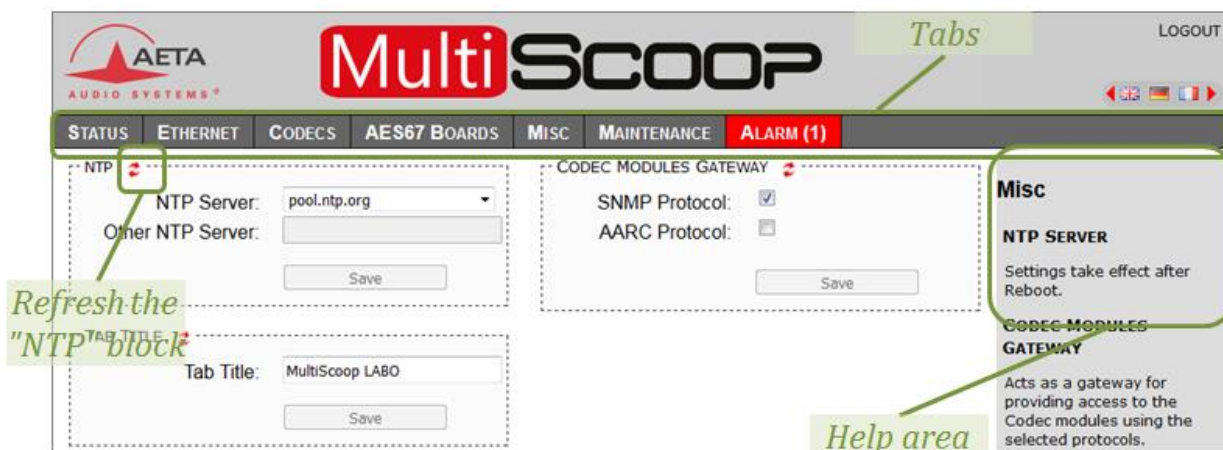 AETA
AUDIO SYSTEMS
MultiScoop
Tabs
LOGOUT
STATUS ETHERNET CODECS AES67 BOARDS MISC MAINTENANCE ALARM (1)
NTP
NTP Server: pool.ntp.org
Other NTP Server:
Save
Refresh the
"NTP" block
TAB TITLE
Tab Title: MultiScoop LABO
Save
CODEC MODULES GATEWAY
SNMP Protocol:
AARC Protocol:
Save
Misc
NTP SERVER
Settings take effect after
Reboot.
CODEC MODULES
GATEWAY
Acts as a gateway for
providing access to the
Codec modules using the
selected protocols.
Help area